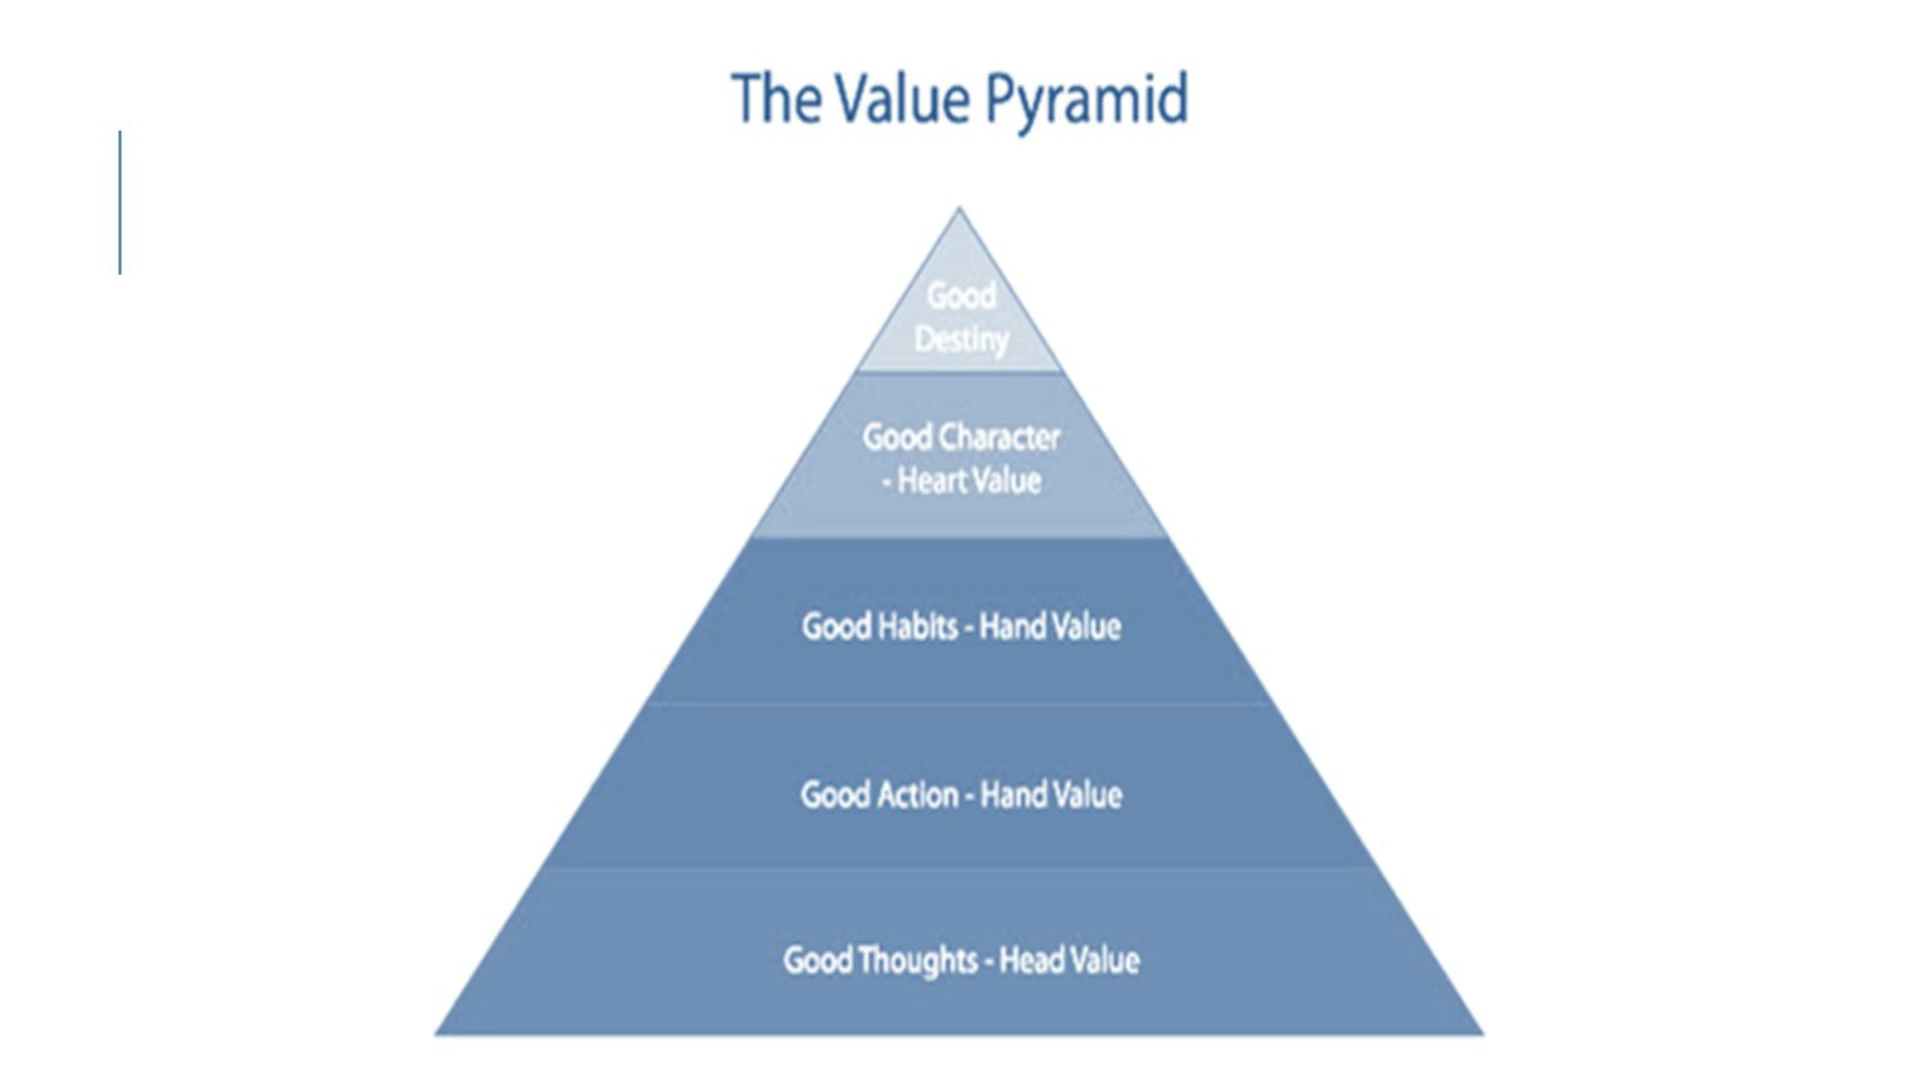 The Value Pyramid
Good
Destiny
Good Character
- Heart Value
Good Habits - Hand Value
Good Action - Hand Value
Good Thoughts - Head Value